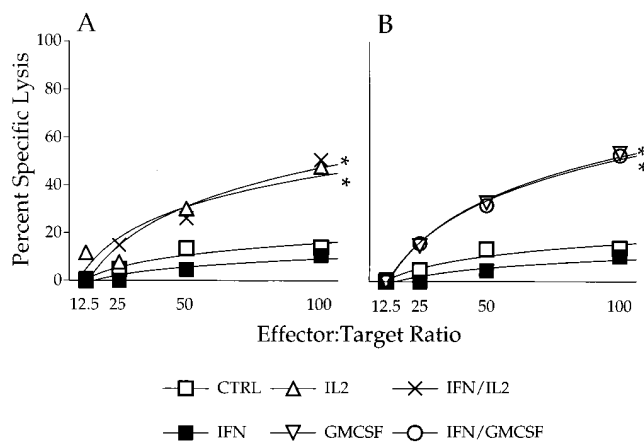 A
B
Percent Specific Lysis
100
80
60
40
20
0
*
*
*
*
12.5 25 50 100
12.5 25 50 100
Effector:Target Ratio
CTRL IL2 IFN/IL2
IFN GMCSF IFN/GMCSF